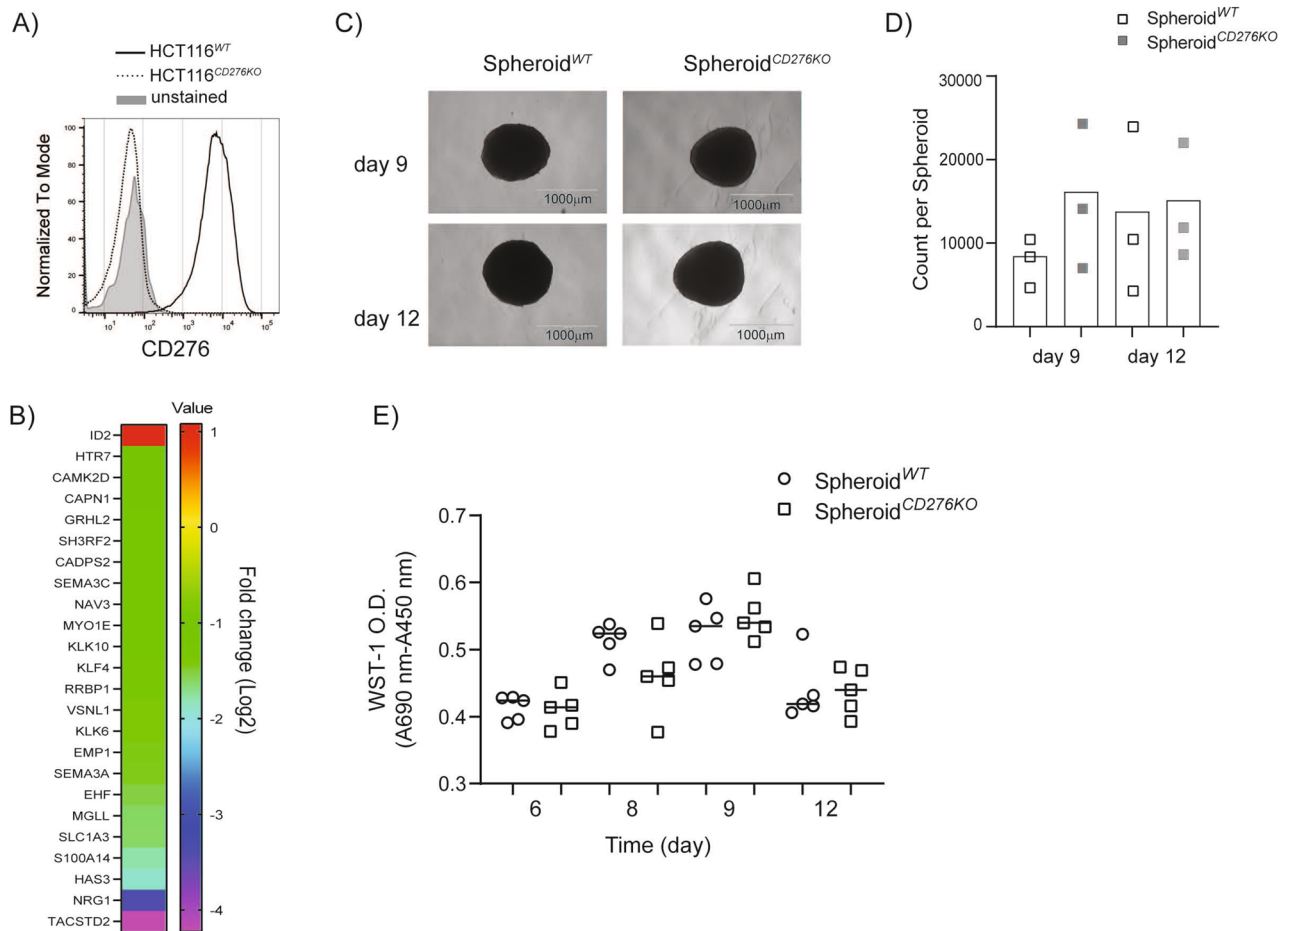 A)
HCT116WT
HCT116CD276KO
unstained
Normalized To Mode
100
80
60
40
20
0
10¹ 10² 10³ 10⁴ 10⁵
CD276
B)
Value
ID2
HTR7
CAMK2D
CAPN1
GRHL2
SH3RF2
CADPS2
SEMA3C
NAV3
MYO1E
KLK10
KLF4
RRBP1
VSNL1
KLK6
EMP1
SEMA3A
EHF
MGLL
SLC1A3
S100A14
HAS3
NRG1
TACSTD2
1
0
-1
-2
-3
-4
Fold change (Log2)
C)
SpheroidWT SpheroidCD276KO
day 9
1000μm 1000μm
day 12
1000μm 1000μm
D)
SpheroidWT
SpheroidCD276KO
Count per Spheroid
30000
20000
10000
0
day 9 day 12
E)
SpheroidWT
SpheroidCD276KO
WST-1 O.D.
(A690 nm-A450 nm)
0.7
0.6
0.5
0.4
0.3
6 8 9 12
Time (day)